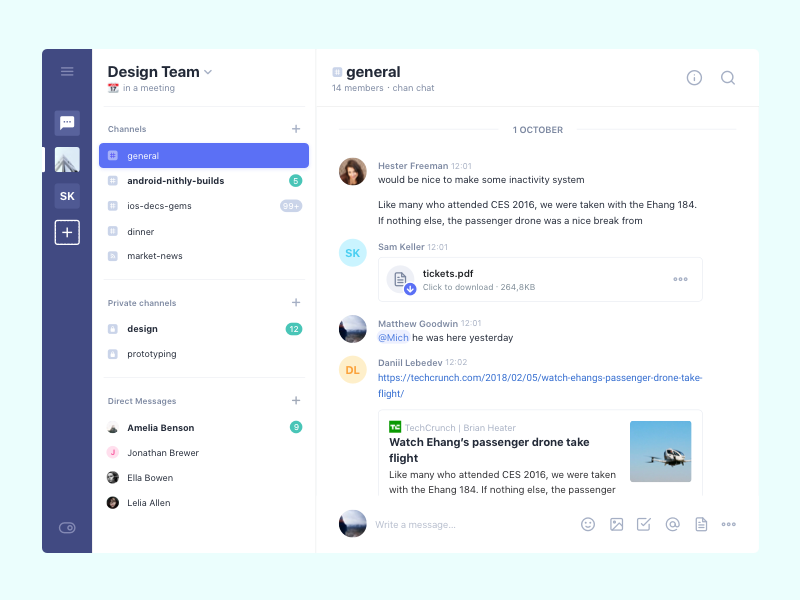 Design Team
in a meeting
SK
Channels
general
android-nithly-builds
5
ios-decs-gems
99+
dinner
market-news
Private channels
design
12
prototyping
Direct Messages
Amelia Benson
9
J
Jonathan Brewer
Ella Bowen
Lelia Allen
general
14 members · chan chat
1 OCTOBER
Hester Freeman 12:01
would be nice to make some inactivity system
Like many who attended CES 2016, we were taken with the Ehang 184.
If nothing else, the passenger drone was a nice break from
SK
Sam Keller 12:01
tickets.pdf
Click to download · 264,8KB
Matthew Goodwin 12:01
@Mich he was here yesterday
DL
Daniil Lebedev 12:02
https://techcrunch.com/2018/02/05/watch-ehangs-passenger-drone-take-
flight/
TechCrunch | Brian Heater
Watch Ehang's passenger drone take
flight
Like many who attended CES 2016, we were taken
with the Ehang 184. If nothing else, the passenger
Write a message...